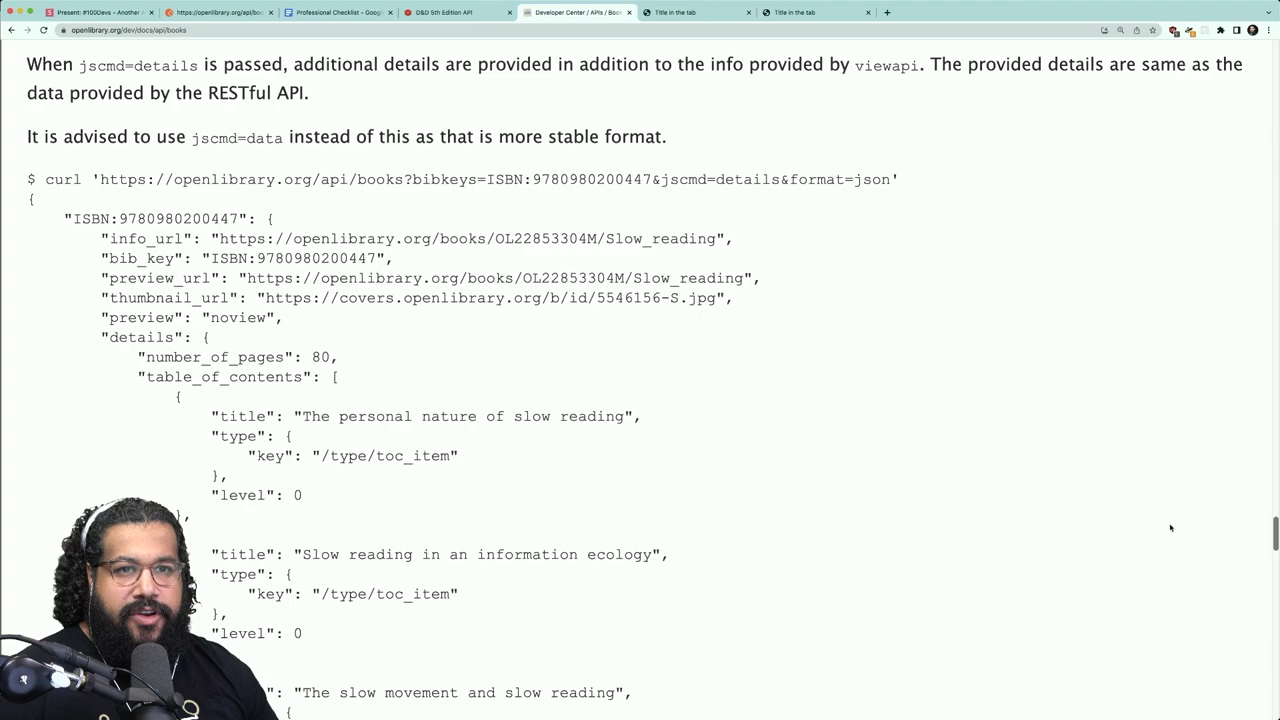 Present: #100Devs - Another A
https://openlibrary.org/api/bo
Professional Checklist - Goog
D&D 5th Edition API
Developer Center / APIs / Boo
Title in the tab
Title in the tab
openlibrary.org/dev/docs/api/books
When jscmd=details is passed, additional details are provided in addition to the info provided by viewapi. The provided details are same as the
data provided by the RESTful API.
It is advised to use jscmd=data instead of this as that is more stable format.
$ curl 'https://openlibrary.org/api/books?bibkeys=ISBN:9780980200447&jscmd=details&format=json'
{
"ISBN:9780980200447": {
"info_url": "https://openlibrary.org/books/OL22853304M/Slow_reading",
"bib_key": "ISBN:9780980200447",
"preview_url": "https://openlibrary.org/books/OL22853304M/Slow_reading",
"thumbnail_url": "https://covers.openlibrary.org/b/id/5546156-S.jpg",
"preview": "noview",
"details": {
"number_of_pages": 80,
"table_of_contents": [
{
"title": "The personal nature of slow reading",
"type": {
"key": "/type/toc_item"
},
"level": 0
},
"title": "Slow reading in an information ecology",
"type": {
"key": "/type/toc_item"
},
"level": 0
": "The slow movement and slow reading",
{